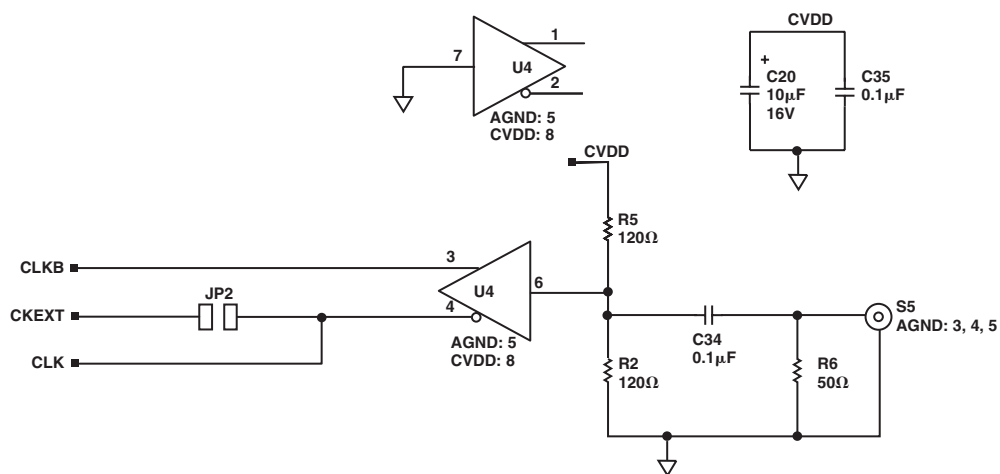 1
7
U4
2
AGND: 5
CVDD: 8
CVDD
+
C20
10μF
16V
C35
0.1μF
CVDD
R5
120Ω
CLKB
3
U4
6
CKEXT
JP2
4
AGND: 5
CVDD: 8
CLK
C34
0.1μF
S5
AGND: 3, 4, 5
R2
120Ω
R6
50Ω